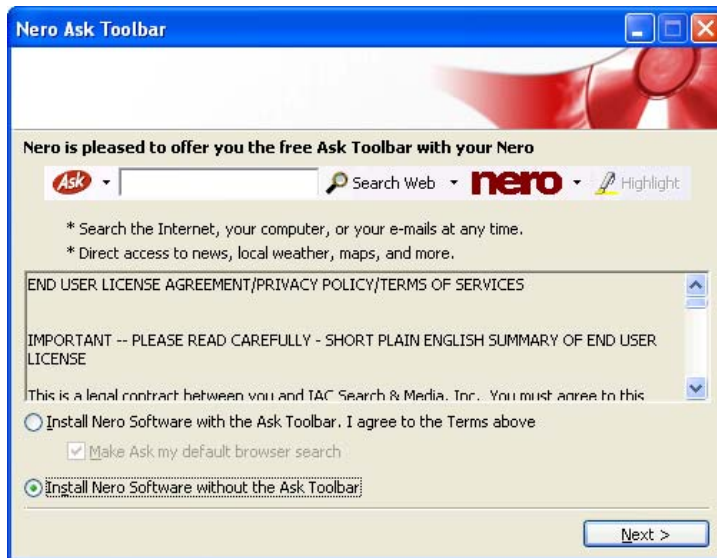 Nero Ask Toolbar
Nero is pleased to offer you the free Ask Toolbar with your Nero
Ask Search Web nero Highlight
* Search the Internet, your computer, or your e-mails at any time.
* Direct access to news, local weather, maps, and more.
END USER LICENSE AGREEMENT/PRIVACY POLICY/TERMS OF SERVICES
IMPORTANT -- PLEASE READ CAREFULLY - SHORT PLAIN ENGLISH SUMMARY OF END USER
LICENSE
This is a legal contract between you and IAC Search & Media, Inc. You must agree to this
Install Nero Software with the Ask Toolbar. I agree to the Terms above
Make Ask my default browser search
Install Nero Software without the Ask Toolbar
Next >